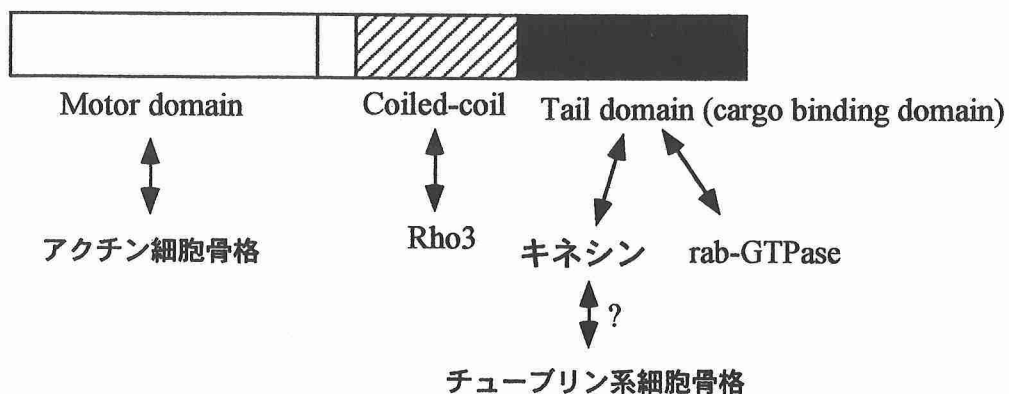 Motor domain
Coiled-coil
Tail domain (cargo binding domain)
アクチン細胞骨格
Rho3
キネシン
rab-GTPase
?
チューブリン系細胞骨格